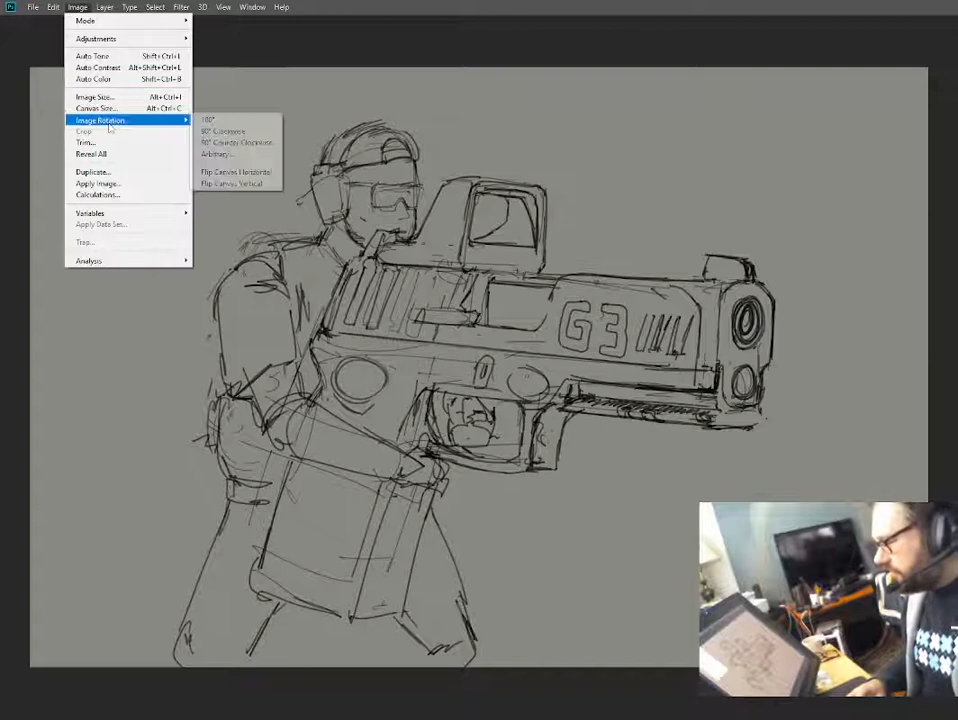 Ps File Edit Image Layer Type Select Filter 3D View Window Help
Mode
Adjustments
Auto Tone Shift+Ctrl+L
Auto Contrast Alt+Shift+Ctrl+L
Auto Color Shift+Ctrl+B
Image Size... Alt+Ctrl+I
Canvas Size... Alt+Ctrl+C
Image Rotation
Crop
Trim...
Reveal All
Duplicate...
Apply Image...
Calculations...
Variables
Apply Data Set...
Trap...
Analysis
180°
90° Clockwise
90° Counter Clockwise
Arbitrary...
Flip Canvas Horizontal
Flip Canvas Vertical
G3